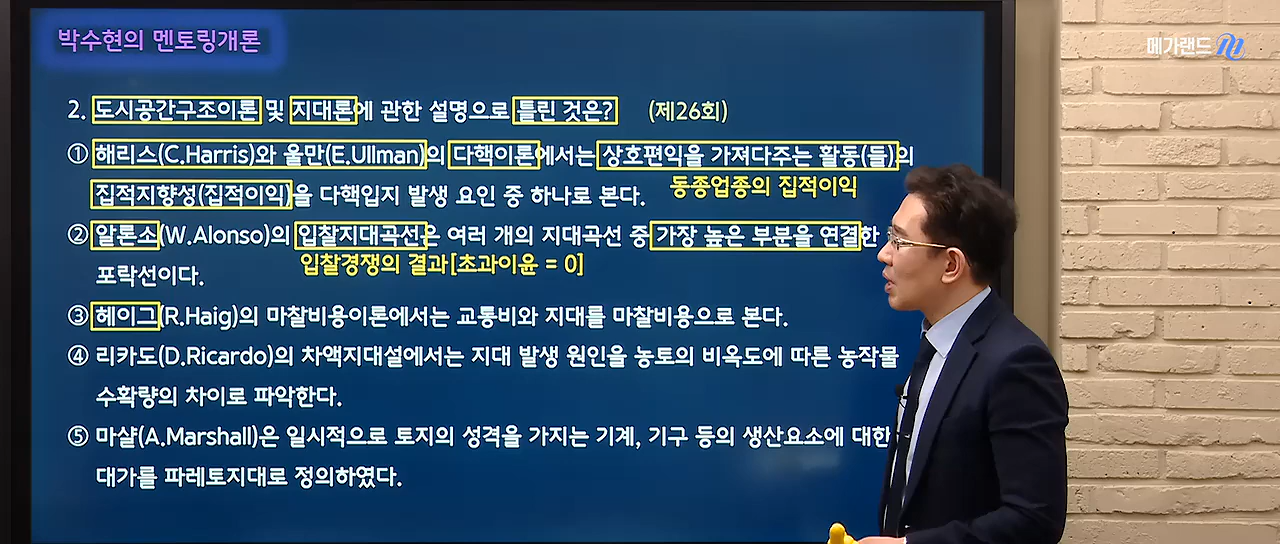 박수현의 멘토링개론
메가랜드
2. 도시공간구조이론 및 지대론에 관한 설명으로 틀린 것은? (제26회)
① 해리스(C.Harris)와 울만(E.Ullman)의 다핵이론에서는 상호편익을 가져다주는 활동(들)의
집적지향성(집적이익)을 다핵입지 발생 요인 중 하나로 본다.
동종업종의 집적이익
② 알론소(W.Alonso)의 입찰지대곡선은 여러 개의 지대곡선 중 가장 높은 부분을 연결한
입찰경쟁의 결과[초과이윤 = 0]
포락선이다.
③ 헤이그(R.Haig)의 마찰비용이론에서는 교통비와 지대를 마찰비용으로 본다.
④ 리카도(D.Ricardo)의 차액지대설에서는 지대 발생 원인을 농토의 비옥도에 따른 농작물
수확량의 차이로 파악한다.
⑤ 마샬(A.Marshall)은 일시적으로 토지의 성격을 가지는 기계, 기구 등의 생산요소에 대한
대가를 파레토지대로 정의하였다.